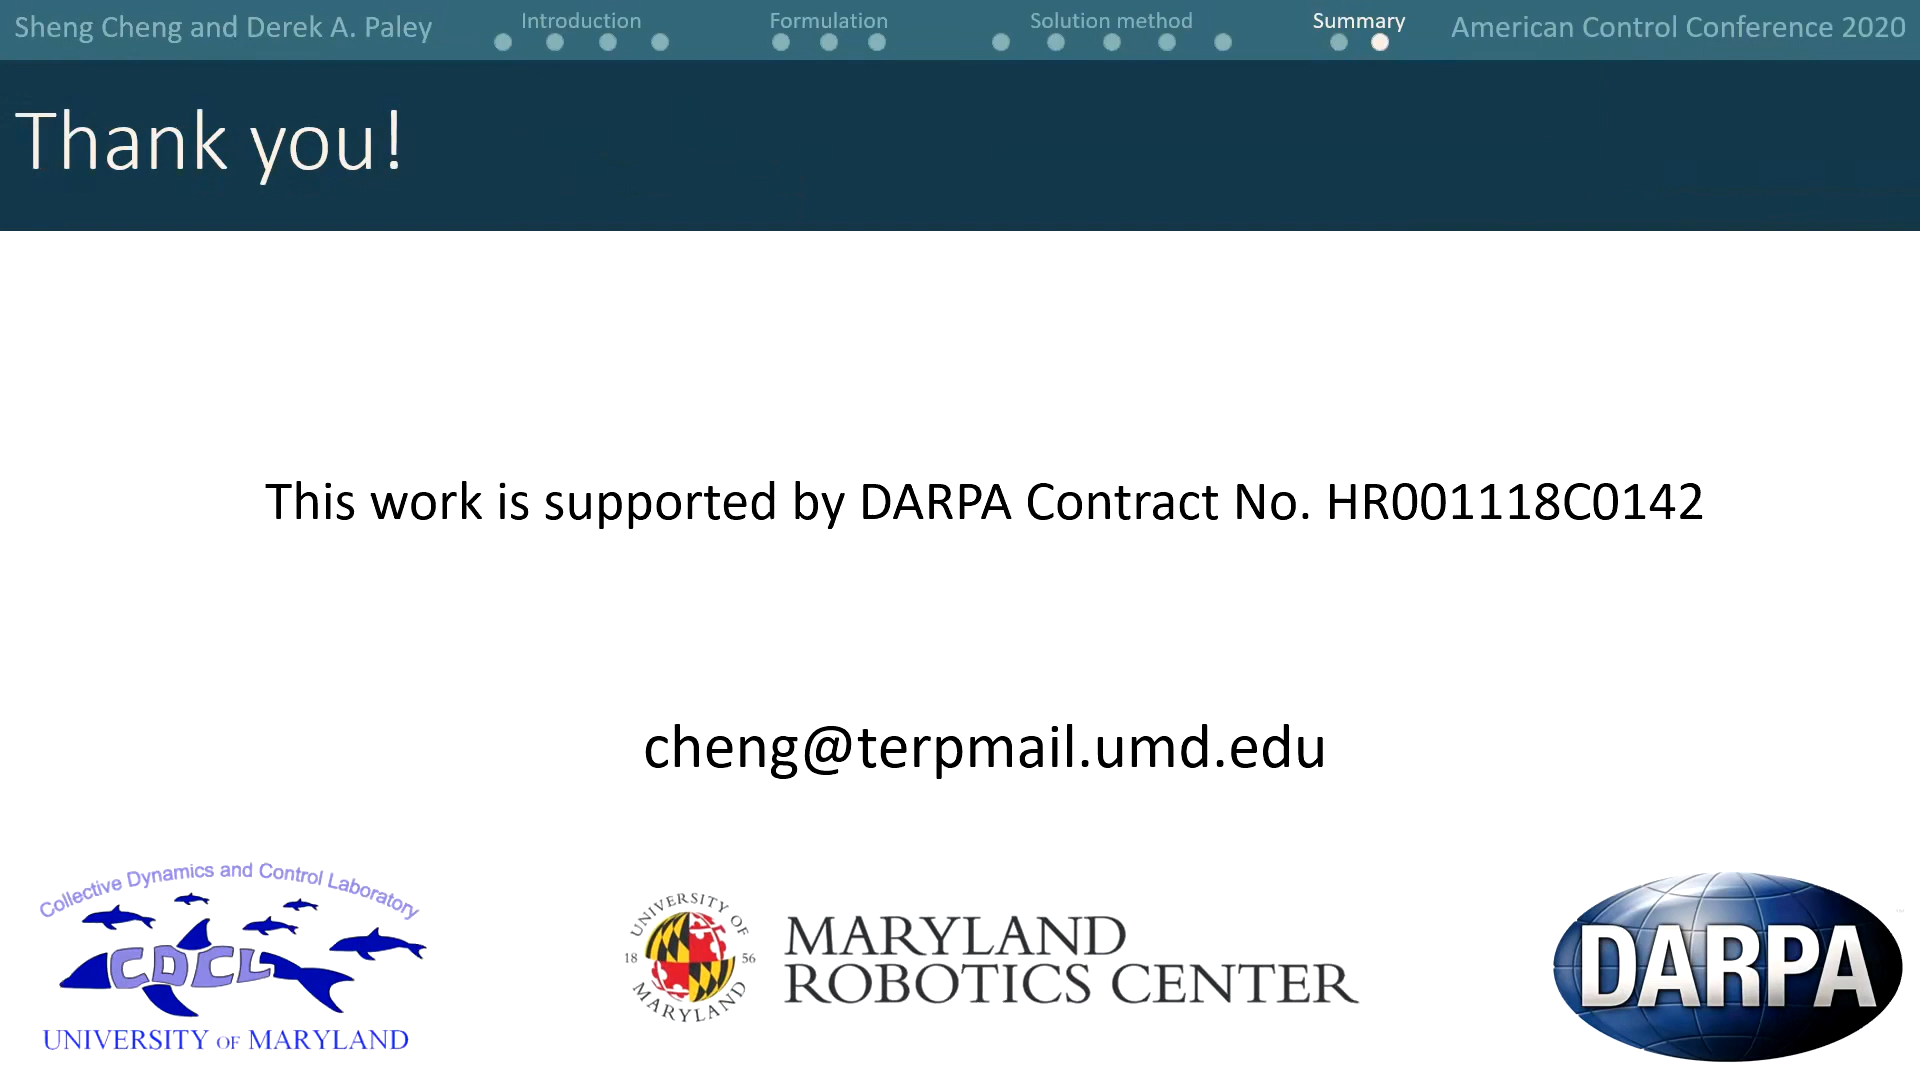 Sheng Cheng and Derek A. Paley
Introduction
Formulation
Solution method
Summary
American Control Conference 2020
Thank you!
This work is supported by DARPA Contract No. HR001118C0142
cheng@terpmail.umd.edu
Collective Dynamics and Control Laboratory
CDCL
UNIVERSITY OF MARYLAND
UNIVERSITY OF
18 56
MARYLAND
MARYLAND
ROBOTICS CENTER
DARPA